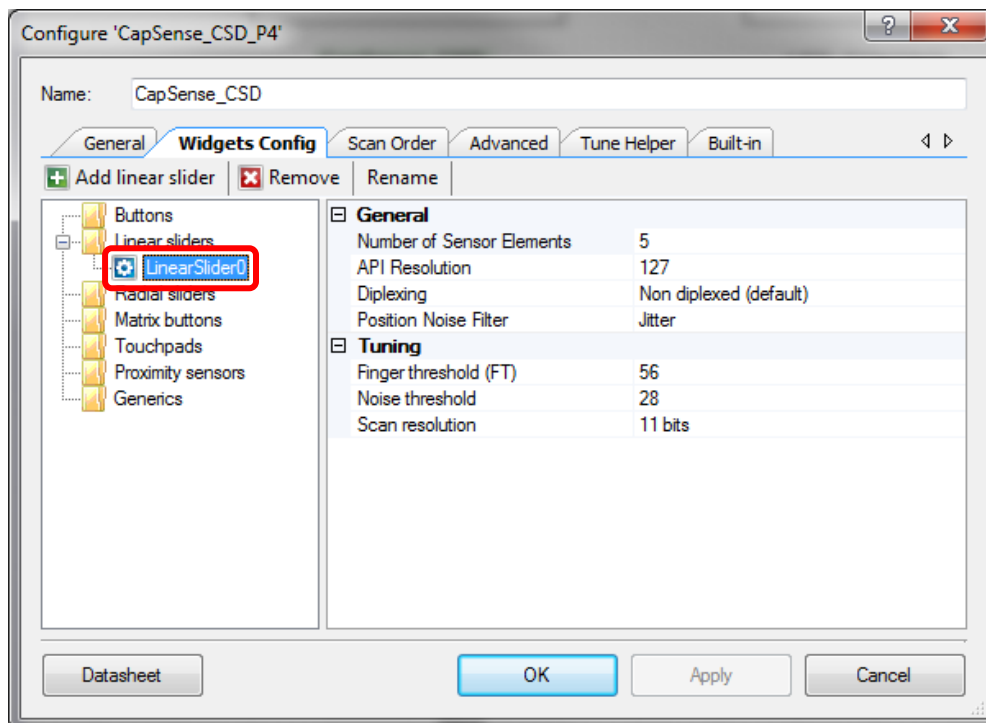 Configure 'CapSense_CSD_P4'
Name: CapSense_CSD
General Widgets Config Scan Order Advanced Tune Helper Built-in
Add linear slider Remove Rename
Buttons
Linear sliders
LinearSlider0
Radial sliders
Matrix buttons
Touchpads
Proximity sensors
Generics
General
Number of Sensor Elements 5
API Resolution 127
Diplexing Non diplexed (default)
Position Noise Filter Jitter
Tuning
Finger threshold (FT) 56
Noise threshold 28
Scan resolution 11 bits
Datasheet OK Apply Cancel